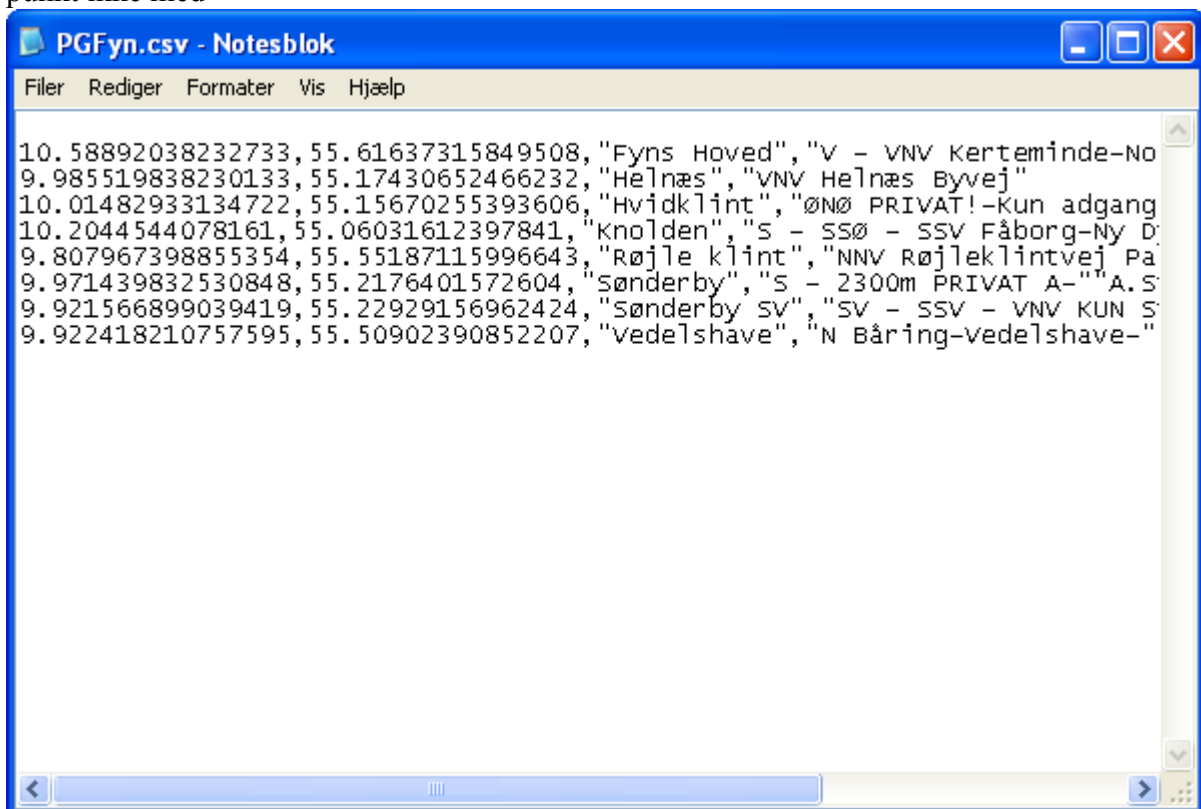 PGFyn.csv - Notesblok
Filer Rediger Formater Vis Hjælp
10.58892038232733,55.61637315849508,"Fyns Hoved","V - VNV Kerteminde-No
9.985519838230133,55.17430652466232,"Helnæs","VNV Helnæs Byvej"
10.01482933134722,55.15670255393606,"Hvidklint","ØNØ PRIVAT!-Kun adgang
10.2044544078161,55.06031612397841,"Knolden","S - SSØ - SSV Fåborg-Ny D
9.807967398855354,55.55187115996643,"Røjle klint","NNV Røjleklintvej Pa
9.971439832530848,55.2176401572604,"Sønderby","S - 2300m PRIVAT A-""A.S
9.921566899039419,55.22929156962424,"Sønderby SV","SV - SSV - VNV KUN S
9.922418210757595,55.50902390852207,"Vedelshave","N Båring-Vedelshave-"